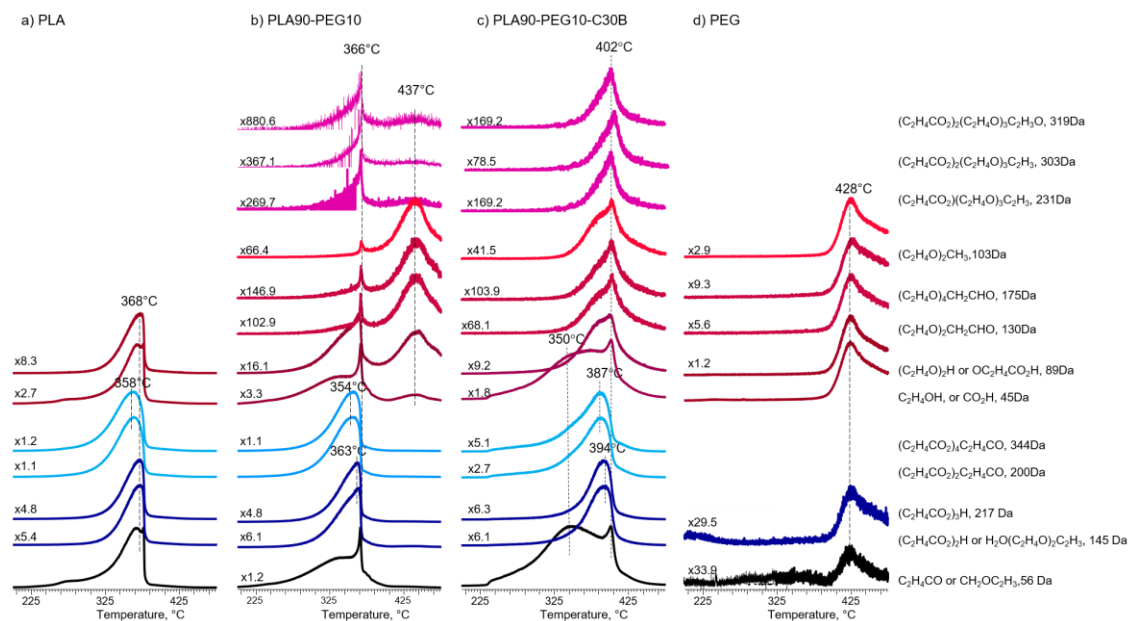 a) PLA
b) PLA90-PEG10
c) PLA90-PEG10-C30B
d) PEG
368°C
x8.3
x2.7
358°C
x1.2
x1.1
x4.8
x5.4
225
425
Temperature, °C
366°C
437°C
x880.6
x367.1
x269.7
x66.4
x146.9
x102.9
x16.1
x3.3
354°C
x1.1
363°C
x4.8
x6.1
x1.2
225
425
Temperature, °C
402°C
x169.2
x78.5
x169.2
x41.5
x103.9
x68.1
350°C
x9.2
387°C
x1.8
x5.1
394°C
x2.7
x6.3
x6.1
325
425
Temperature, °C
428°C
x2.9
x9.3
x5.6
x1.2
x29.5
x33.9
225
425
Temperature, °C
(C₂H₄CO₂)₂(C₂H₄O)₃C₂H₃O, 319Da
(C₂H₄CO₂)₂(C₂H₄O)₃C₂H₃, 303Da
(C₂H₄CO₂)(C₂H₄O)₃C₂H₃, 231Da
(C₂H₄O)₂CH₃,103Da
(C₂H₄O)₄CH₂CHO, 175Da
(C₂H₄O)₂CH₂CHO, 130Da
(C₂H₄O)₂H or OC₂H₄CO₂H, 89Da
C₂H₄OH, or CO₂H, 45Da
(C₂H₄CO₂)₄C₂H₄CO, 344Da
(C₂H₄CO₂)₂C₂H₄CO, 200Da
(C₂H₄CO₂)₃H, 217 Da
(C₂H₄CO₂)₂H or H₂O(C₂H₄O)₂C₂H₃, 145 Da
C₂H₄CO or CH₂OC₂H₃,56 Da